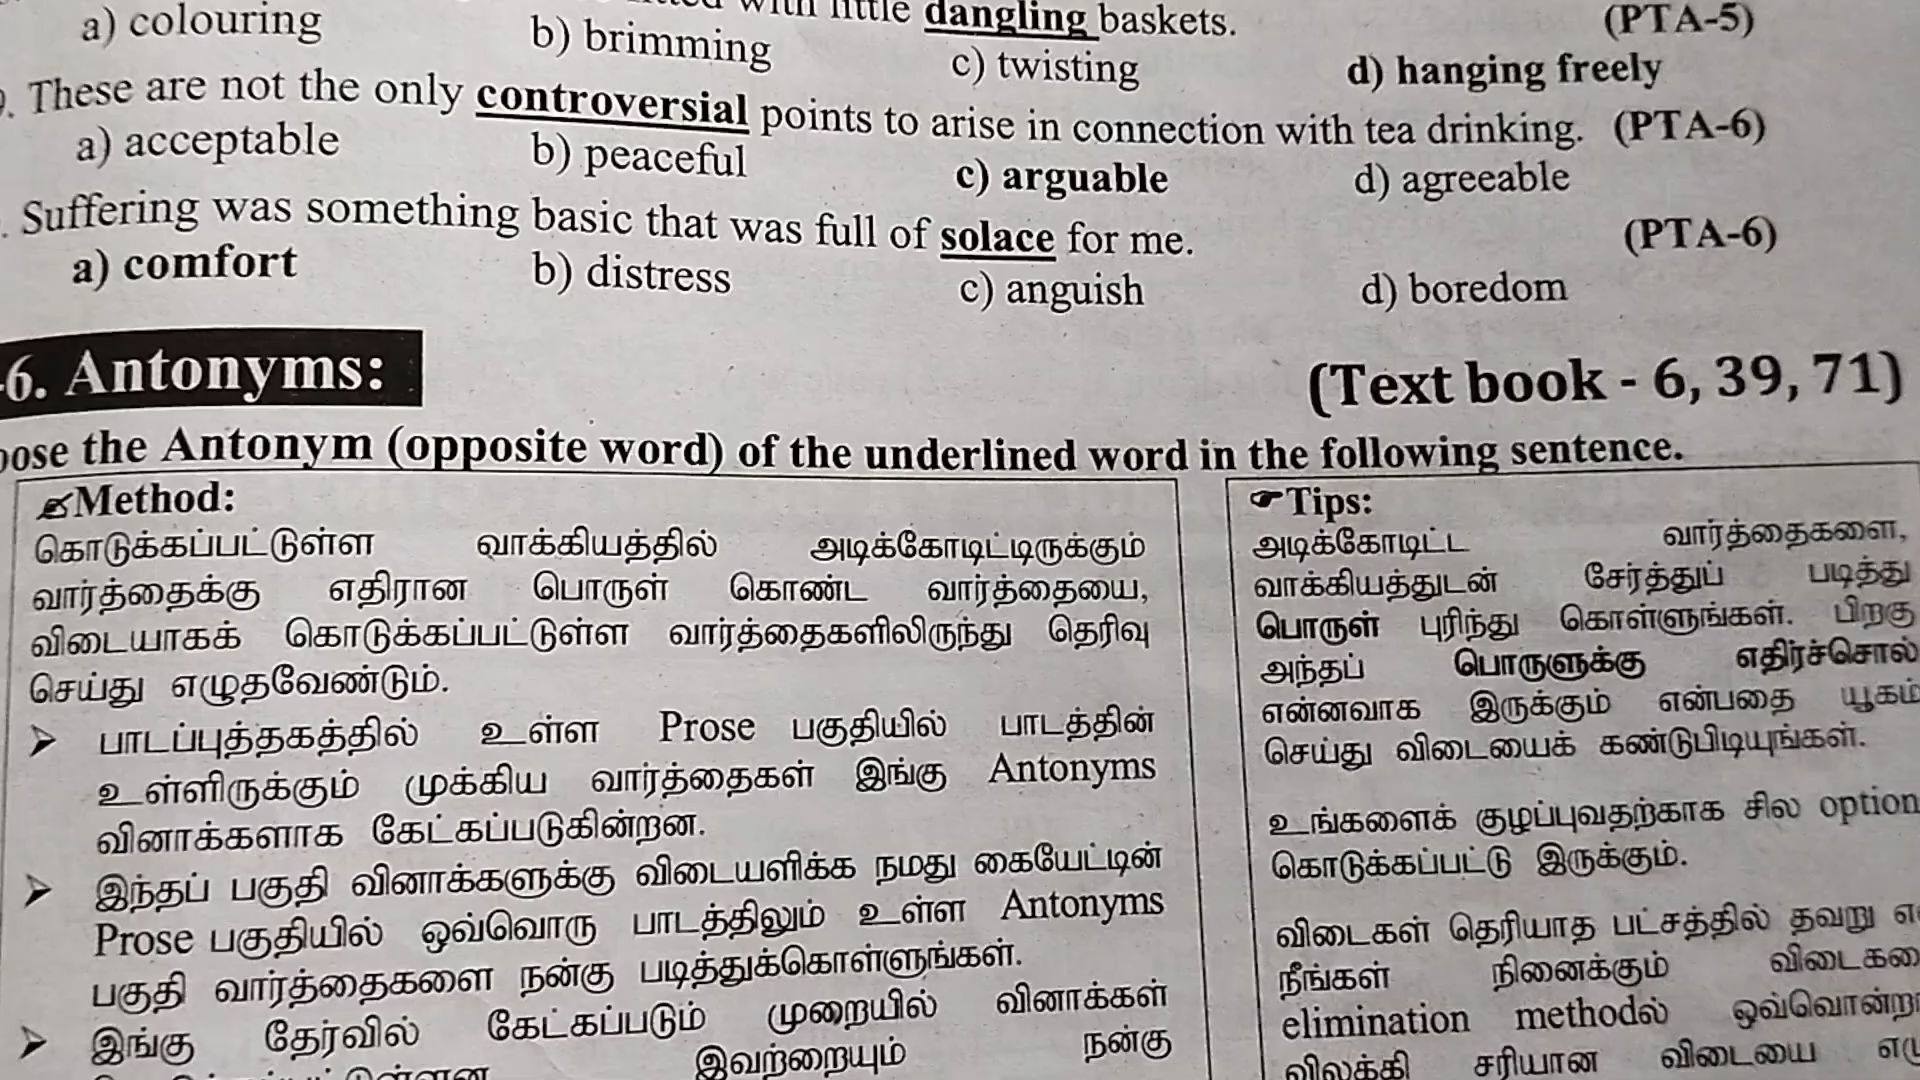 with little dangling baskets. (PTA-5)
a) colouring b) brimming c) twisting d) hanging freely
These are not the only controversial points to arise in connection with tea drinking. (PTA-6)
a) acceptable b) peaceful c) arguable d) agreeable
Suffering was something basic that was full of solace for me. (PTA-6)
a) comfort b) distress c) anguish d) boredom
6. Antonyms: (Text book - 6, 39, 71)
the Antonym (opposite word) of the underlined word in the following sentence.
Method:
கொடுக்கப்பட்டுள்ள வாக்கியத்தில் அடிக்கோடிட்டிருக்கும்
வார்த்தைக்கு எதிரான பொருள் கொண்ட வார்த்தையை,
விடையாகக் கொடுக்கப்பட்டுள்ள வார்த்தைகளிலிருந்து தெரிவு
செய்து எழுதவேண்டும்.
➢ பாடப்புத்தகத்தில் உள்ள Prose பகுதியில் பாடத்தின்
உள்ளிருக்கும் முக்கிய வார்த்தைகள் இங்கு Antonyms
வினாக்களாக கேட்கப்படுகின்றன.
➢ இந்தப் பகுதி வினாக்களுக்கு விடையளிக்க நமது கையேட்டின்
Prose பகுதியில் ஒவ்வொரு பாடத்திலும் உள்ள Antonyms
பகுதி வார்த்தைகளை நன்கு படித்துக்கொள்ளுங்கள்.
➢ இங்கு தேர்வில் கேட்கப்படும் முறையில் வினாக்கள்
இவற்றையும் நன்கு
Tips:
அடிக்கோடிட்ட வார்த்தைகளை,
வாக்கியத்துடன் சேர்த்துப் படித்து
பொருள் புரிந்து கொள்ளுங்கள். பிறகு
அந்தப் பொருளுக்கு எதிர்ச்சொல்
என்னவாக இருக்கும் என்பதை யூகம்
செய்து விடையைக் கண்டுபிடியுங்கள்.
உங்களைக் குழப்புவதற்காக சில option
கொடுக்கப்பட்டு இருக்கும்.
விடைகள் தெரியாத பட்சத்தில் தவறு
நீங்கள் நினைக்கும்
elimination methodல்
விலக்கி சரியான விடையை